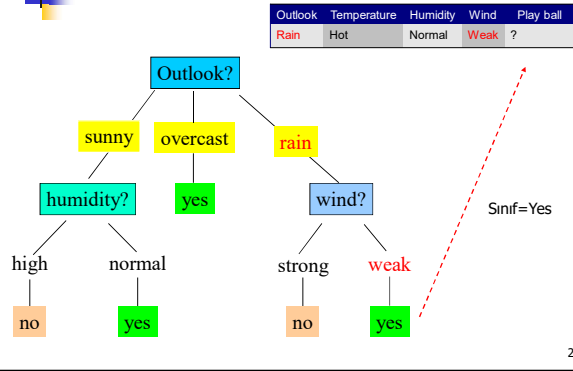 Outlook Temperature Humidity Wind Play ball
Rain Hot Normal Weak ?
Outlook?
sunny overcast rain
humidity? yes wind?
Sınıf=Yes
high normal strong weak
no yes no yes
2